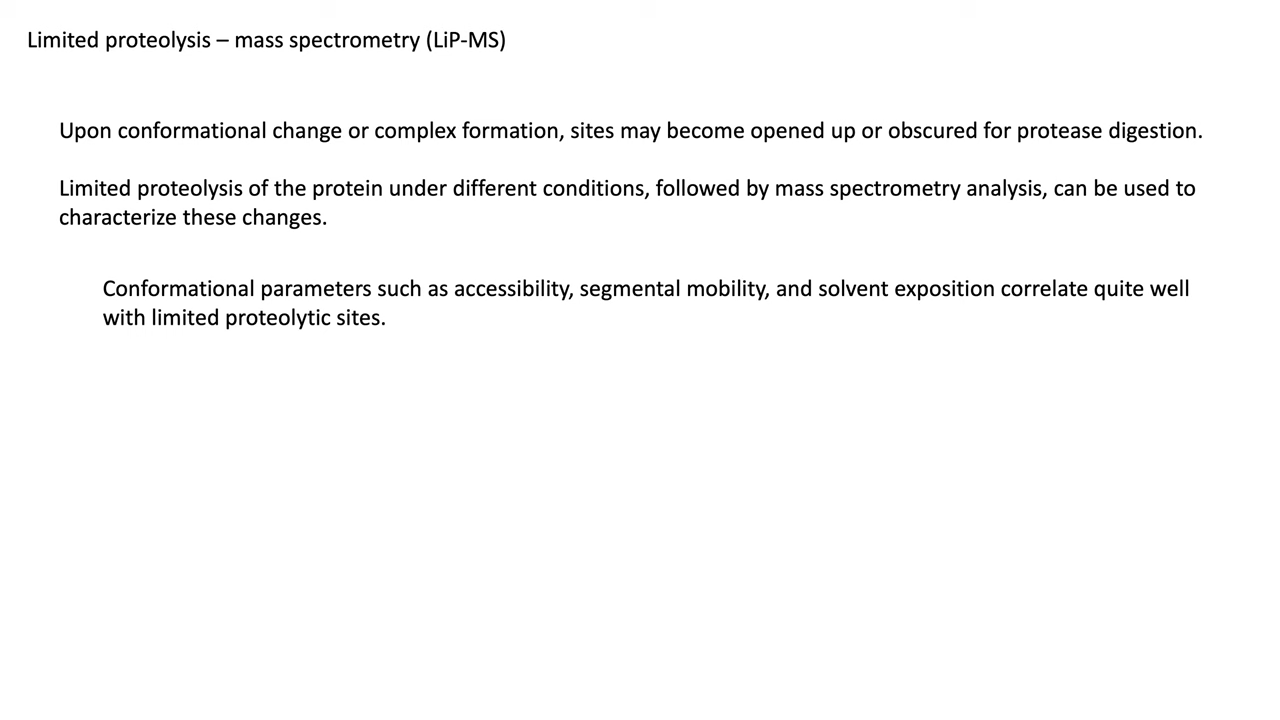 Limited proteolysis – mass spectrometry (LiP-MS)
Upon conformational change or complex formation, sites may become opened up or obscured for protease digestion.
Limited proteolysis of the protein under different conditions, followed by mass spectrometry analysis, can be used to
characterize these changes.
Conformational parameters such as accessibility, segmental mobility, and solvent exposition correlate quite well
with limited proteolytic sites.